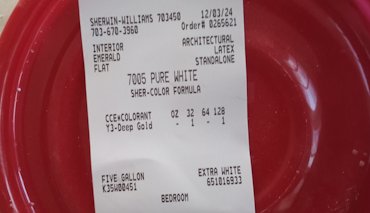 SHERWIN-WILLIAMS 703450 12/03/24
703-670-3960 Order# 0265621
INTERIOR ARCHITECTURAL
EMERALD LATEX
FLAT STANDALONE
7005 PURE WHITE
SHER-COLOR FORMULA
CCE*COLORANT OZ 32 64 128
Y3-Deep Gold - 1 - 1
FIVE GALLON EXTRA WHITE
K35W00451 651016933
BEDROOM